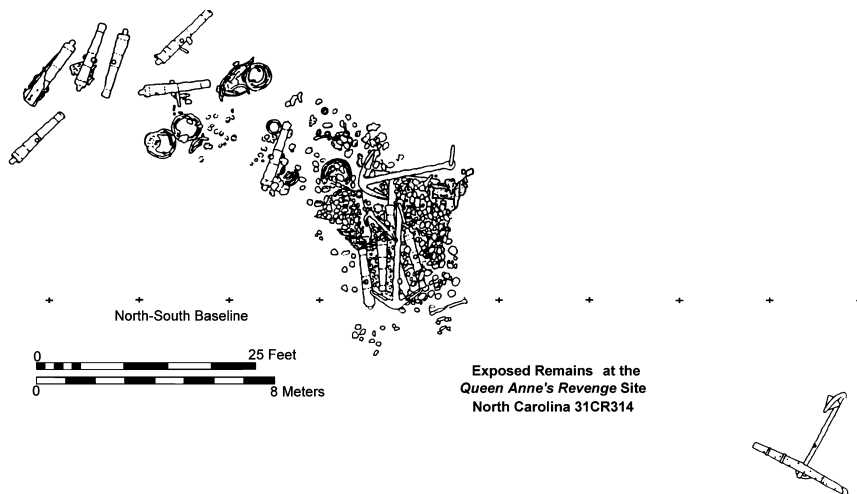 North-South Baseline
0 25 Feet
0 8 Meters
Exposed Remains at the
Queen Anne's Revenge Site
North Carolina 31CR314